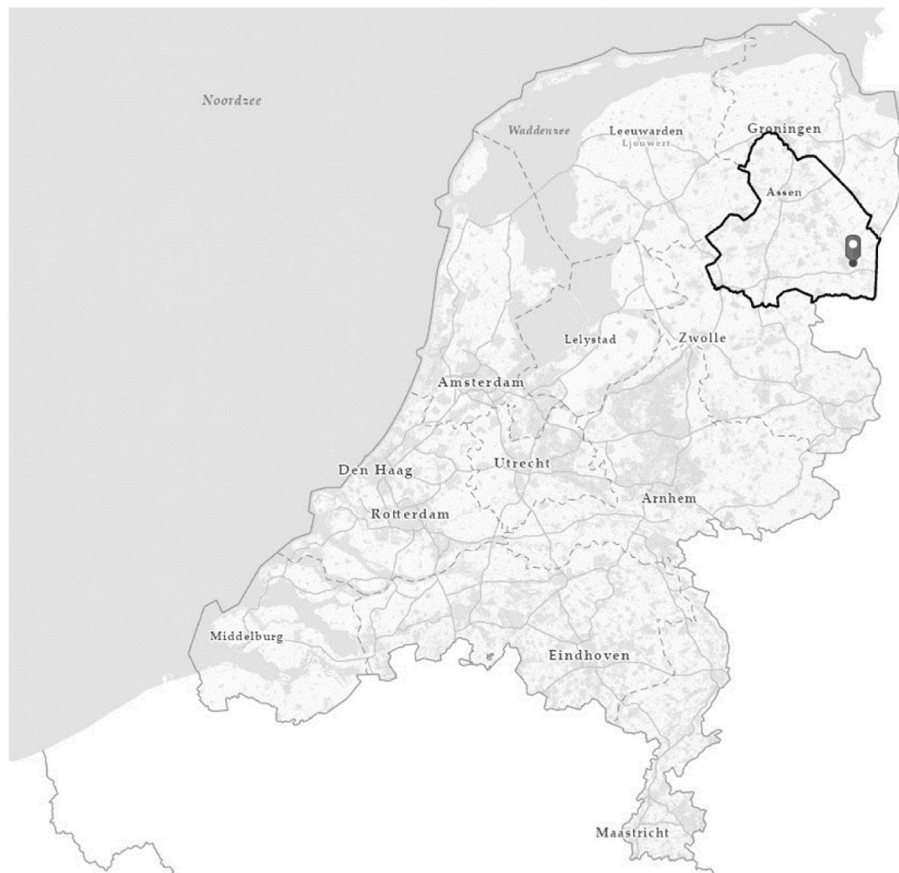 Noordzee
Waddenzee
Leeuwarden
Ljouwert
Groningen
Assen
Lelystad
Zwolle
Amsterdam
Den Haag
Utrecht
Rotterdam
Arnhem
Middelburg
Eindhoven
Maastricht